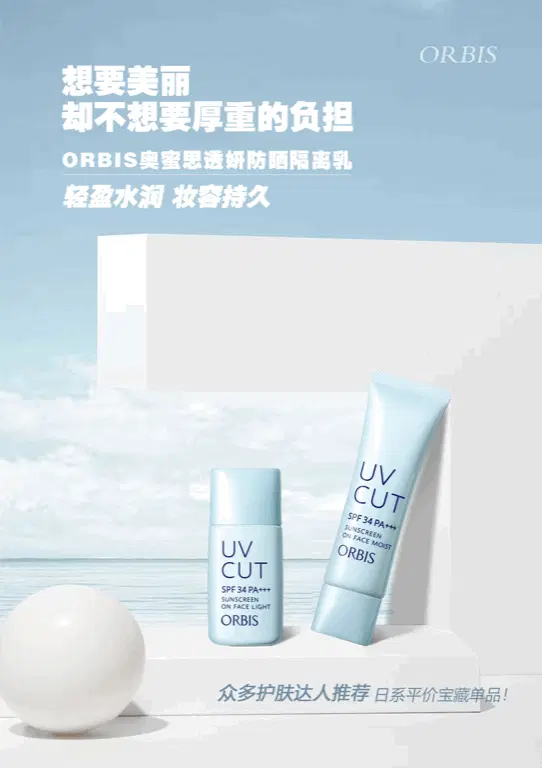 ORBIS
想要美丽
却不想要厚重的负担
ORBIS奥蜜思透妍防晒隔离乳
轻盈水润 妆容持久
UV
CUT
SPF 34 PA+++
SUNSCREEN
ON FACE LIGHT
ORBIS
UV
CUT
SPF 34 PA+++
SUNSCREEN
ON FACE MOIST
ORBIS
众多护肤达人推荐 日系平价宝藏单品！